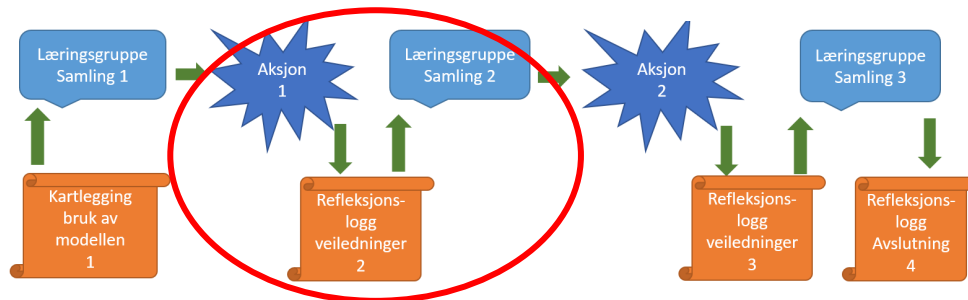 Læringsgruppe
Samling 1
Aksjon
1
Læringsgruppe
Samling 2
Aksjon
2
Læringsgruppe
Samling 3
Kartlegging
bruk av
modellen
1
Refleksjons-
logg
veiledninger
2
Refleksjons-
logg
veiledninger
3
Refleksjons-
logg
Avslutning
4